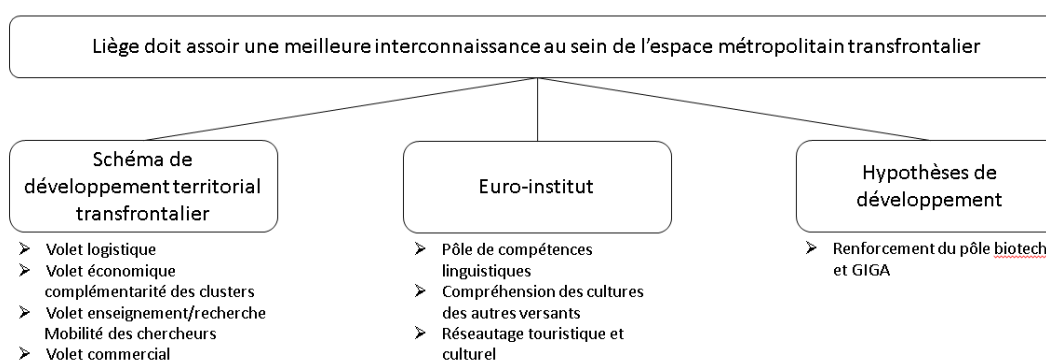 Liège doit assoir une meilleure interconnaissance au sein de l’espace métropolitain transfrontalier
Schéma de
développement territorial
transfrontalier
➢ Volet logistique
➢ Volet économique
complémentarité des clusters
➢ Volet enseignement/recherche
Mobilité des chercheurs
➢ Volet commercial
Euro-institut
➢ Pôle de compétences
linguistiques
➢ Compréhension des cultures
des autres versants
➢ Réseautage touristique et
culturel
Hypothèses de
développement
➢ Renforcement du pôle biotech
et GIGA